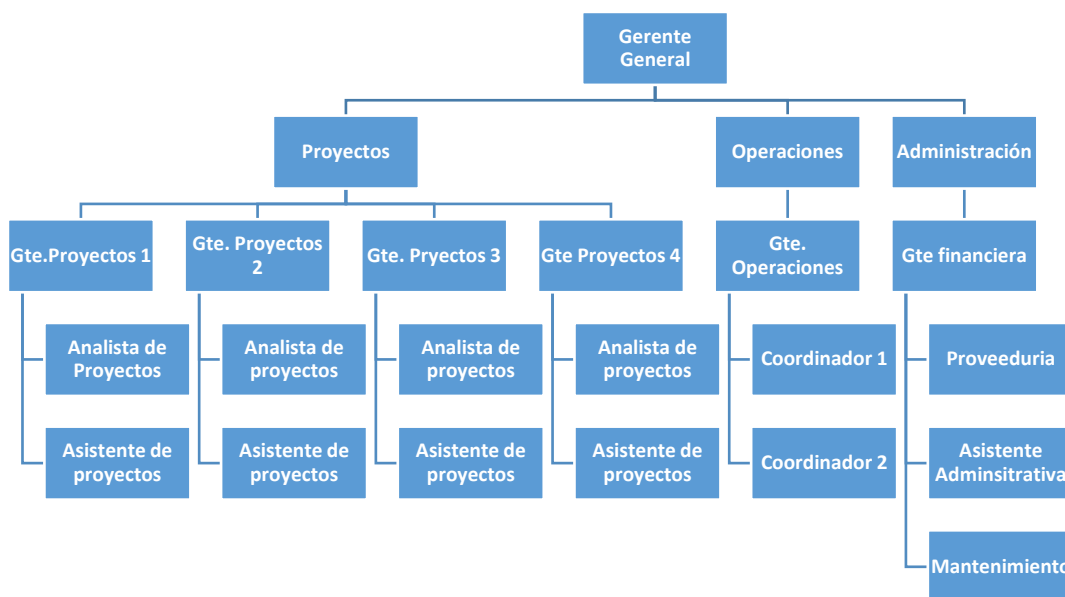 Gerente
General
Proyectos
Operaciones
Administración
Gte.Proyectos 1
Gte. Proyectos
2
Gte. Pryectos 3
Gte Proyectos 4
Gte.
Operaciones
Gte financiera
Analista de
Proyectos
Analista de
proyectos
Analista de
proyectos
Analista de
proyectos
Coordinador 1
Proveeduria
Asistente de
proyectos
Asistente de
proyectos
Asistente de
proyectos
Asistente de
proyectos
Coordinador 2
Asistente
Adminsitrativa
Mantenimiento